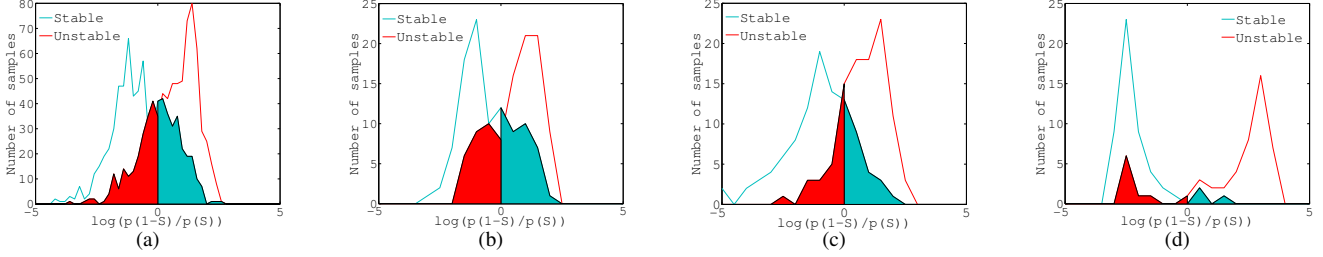 80
70
60
50
40
30
20
10
0
Number of samples
Stable
Unstable
-5
0
5
log(p(1-S)/p(S))
(a)
25
20
15
10
5
0
Number of samples
Stable
Unstable
-5
0
5
log(p(1-S)/p(S))
(b)
25
20
15
10
5
0
Number of samples
Stable
Unstable
-5
0
5
log(p(1-S)/p(S))
(c)
25
20
15
10
5
0
Number of samples
Stable
Unstable
-5
0
5
log(p(1-S)/p(S))
(d)